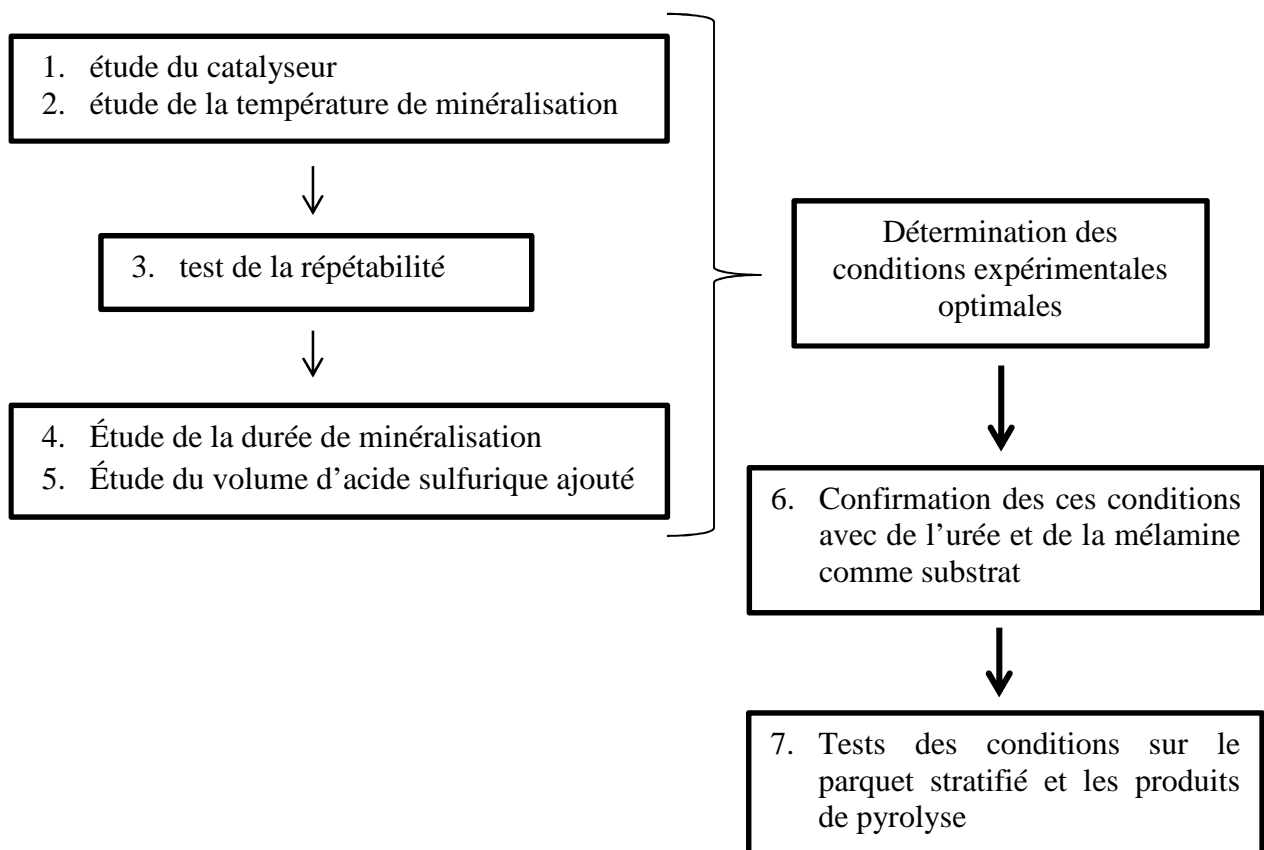 1. étude du catalyseur
2. étude de la température de minéralisation
3. test de la répétabilité
4. Étude de la durée de minéralisation
5. Étude du volume d’acide sulfurique ajouté
Détermination des
conditions expérimentales
optimales
6. Confirmation des ces conditions
avec de l’urée et de la mélamine
comme substrat
7. Tests des conditions sur le
parquet stratifié et les produits
de pyrolyse